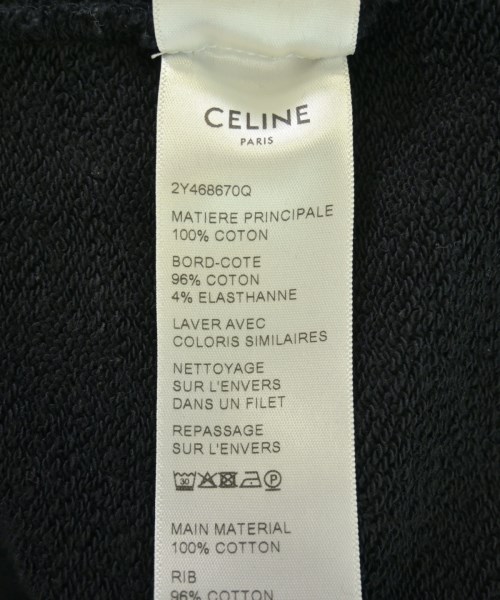 CELINE
PARIS
2Y468670Q
MATIERE PRINCIPALE
100% COTON
BORD-COTE
96% COTON
4% ELASTHANNE
LAVER AVEC
COLORIS SIMILAIRES
NETTOYAGE
SUR L'ENVERS
DANS UN FILET
REPASSAGE
SUR L'ENVERS
30 P
MAIN MATERIAL
100% COTTON
RIB
96% COTTON